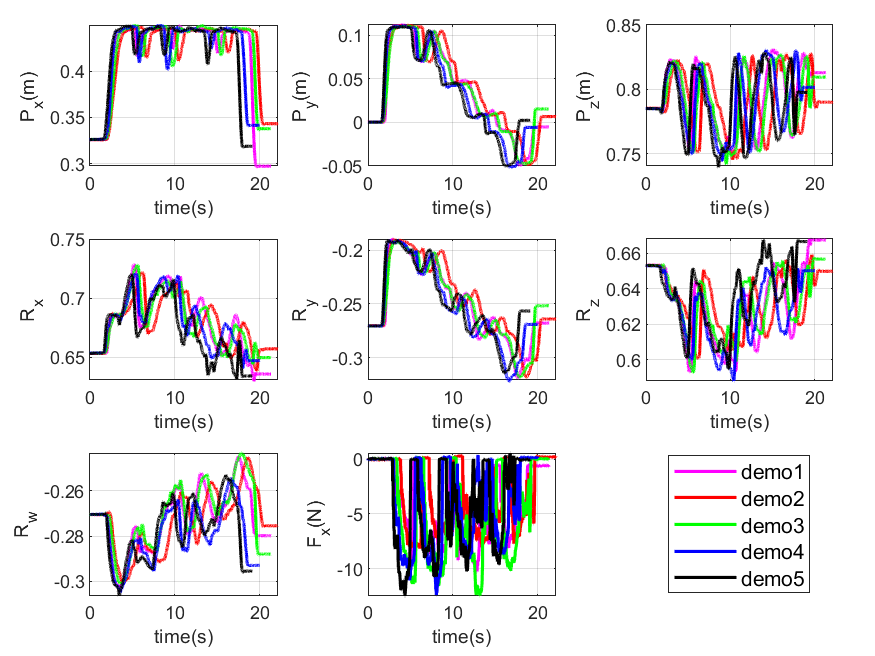 0.4
0.35
0.3
P_x(m)
0 10 20
time(s)
0.1
0.05
0
-0.05
P_y(m)
0 10 20
time(s)
0.85
0.8
0.75
P_z(m)
0 10 20
time(s)
0.75
0.7
0.65
R_x
0 10 20
time(s)
-0.2
-0.25
-0.3
R_y
0 10 20
time(s)
0.66
0.64
0.62
0.6
R_z
0 10 20
time(s)
-0.26
-0.28
-0.3
R_w
0 10 20
time(s)
0
-5
-10
F_x(N)
0 10 20
time(s)
demo1
demo2
demo3
demo4
demo5